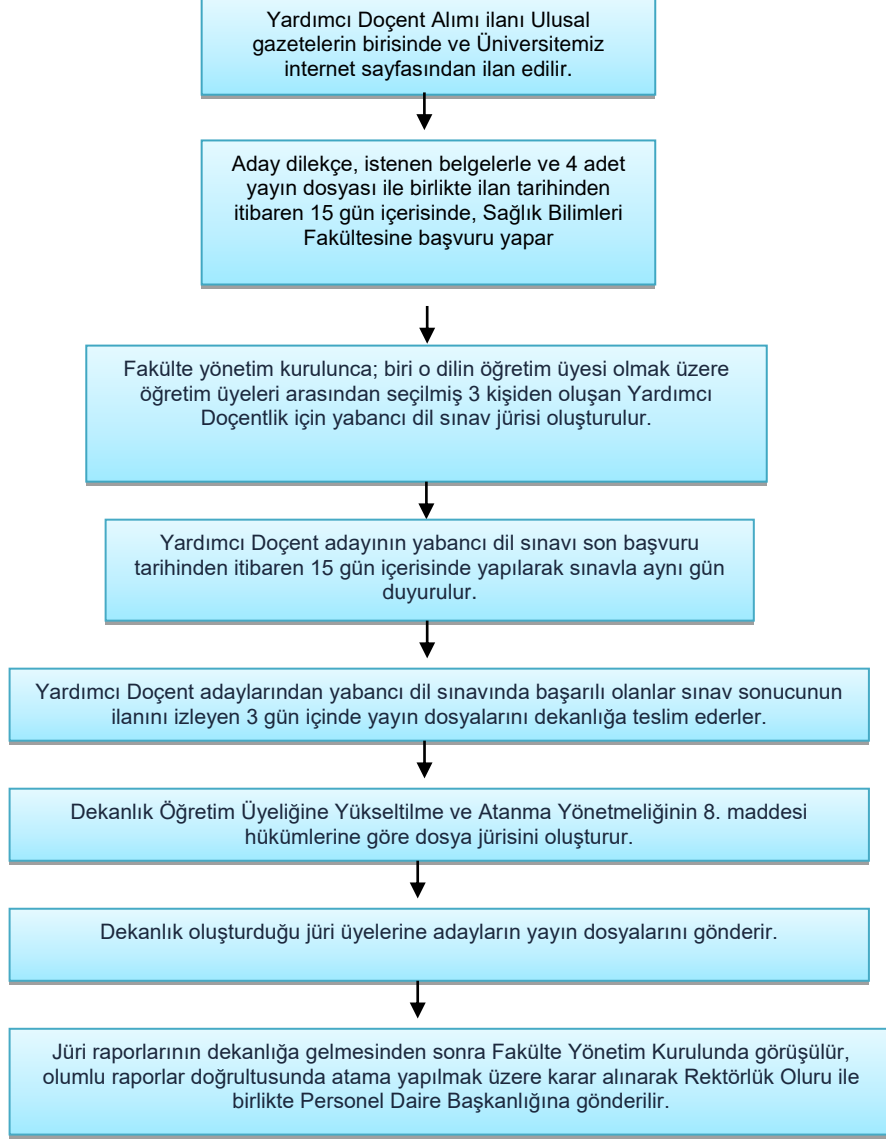 Yardımcı Doçent Alımı ilanı Ulusal
gazetelerin birisinde ve Üniversitemiz
internet sayfasından ilan edilir.
Aday dilekçe, istenen belgelerle ve 4 adet
yayın dosyası ile birlikte ilan tarihinden
itibaren 15 gün içerisinde, Sağlık Bilimleri
Fakültesine başvuru yapar
Fakülte yönetim kurulunca; biri o dilin öğretim üyesi olmak üzere
öğretim üyeleri arasından seçilmiş 3 kişiden oluşan Yardımcı
Doçentlik için yabancı dil sınav jürisi oluşturulur.
Yardımcı Doçent adayının yabancı dil sınavı son başvuru
tarihinden itibaren 15 gün içerisinde yapılarak sınavla aynı gün
duyurulur.
Yardımcı Doçent adaylarından yabancı dil sınavında başarılı olanlar sınav sonucunun
ilanını izleyen 3 gün içinde yayın dosyalarını dekanlığa teslim ederler.
Dekanlık Öğretim Üyeliğine Yükseltilme ve Atanma Yönetmeliğinin 8. maddesi
hükümlerine göre dosya jürisini oluşturur.
Dekanlık oluşturduğu jüri üyelerine adayların yayın dosyalarını gönderir.
Jüri raporlarının dekanlığa gelmesinden sonra Fakülte Yönetim Kurulunda görüşülür,
olumlu raporlar doğrultusunda atama yapılmak üzere karar alınarak Rektörlük Oluru ile
birlikte Personel Daire Başkanlığına gönderilir.